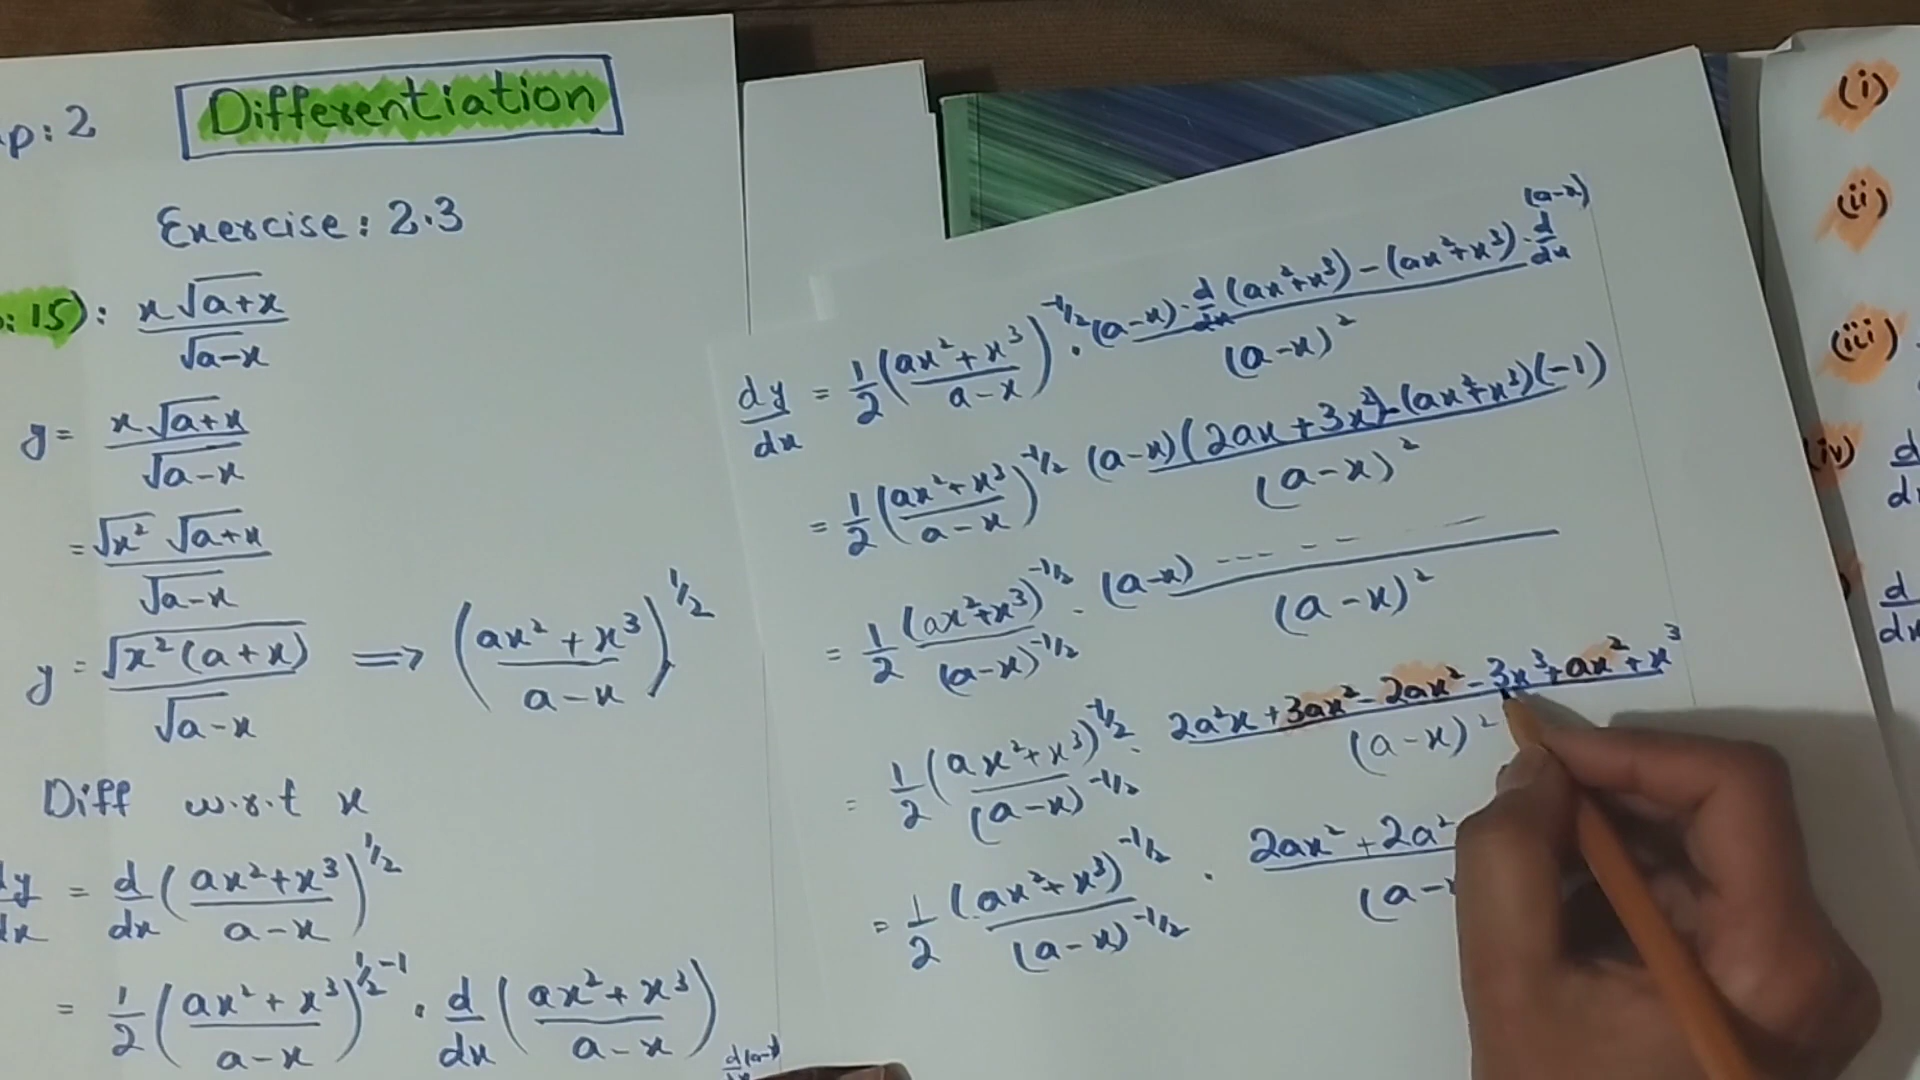 p: 2
Differentiation
Exercise: 2.3
: 15): x√(a+x) / √(a-x)
y = x√(a+x) / √(a-x)
= √x² √(a+x) / √(a-x)
y = √(x²(a+x)) / √(a-x) ⟹ ((ax²+x³) / (a-x))^1/2
Diff w.r.t x
dy/dx = d/dx ((ax²+x³) / (a-x))^1/2
= 1/2 ((ax²+x³) / (a-x))^1/2 -1 · d/dx ((ax²+x³) / (a-x))
dy/dx = 1/2 ((ax²+x³) / (a-x))^-1/2 · ((a-x) · d/dx (ax²+x³) - (ax²+x³) · d/dx (a-x)) / (a-x)²
= 1/2 ((ax²+x³) / (a-x))^-1/2 ((a-x)(2ax+3x²) - (ax²+x³)(-1)) / (a-x)²
= 1/2 (ax²+x³)^-1/2 / (a-x)^-1/2 · (a-x) ------ / (a-x)²
= 1/2 (ax²+x³)^-1/2 / (a-x)^-1/2 · (2a²x + 3ax² - 2ax² - 3x³ + ax² + x³) / (a-x)²
= 1/2 (ax²+x³)^-1/2 / (a-x)^-1/2 · 2ax² + 2a² / (a-
(i)
(ii)
(iii)
(iv) d/dx
d/dx